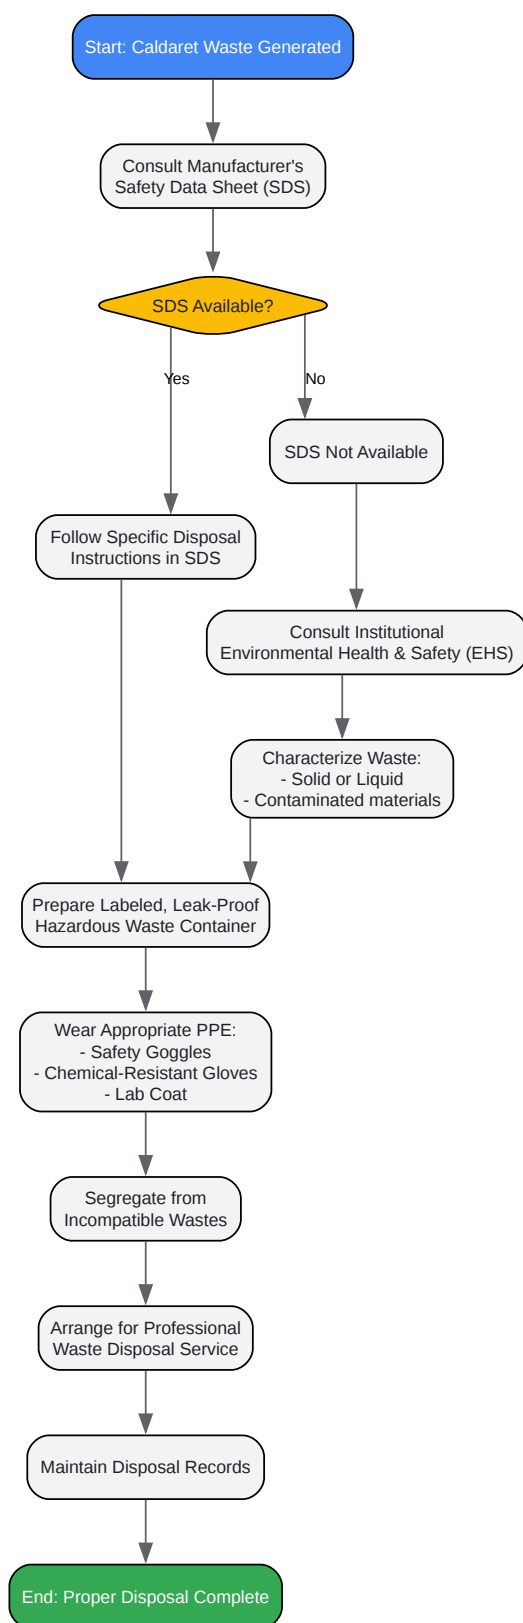 Start: Caldaret Waste Generated
Consult Manufacturer's
Safety Data Sheet (SDS)
SDS Available?
Yes
No
SDS Not Available
Follow Specific Disposal
Instructions in SDS
Consult Institutional
Environmental Health & Safety (EHS)
Characterize Waste:
- Solid or Liquid
- Contaminated materials
Prepare Labeled, Leak-Proof
Hazardous Waste Container
Wear Appropriate PPE:
- Safety Goggles
- Chemical-Resistant Gloves
- Lab Coat
Segregate from
Incompatible Wastes
Arrange for Professional
Waste Disposal Service
Maintain Disposal Records
End: Proper Disposal Complete